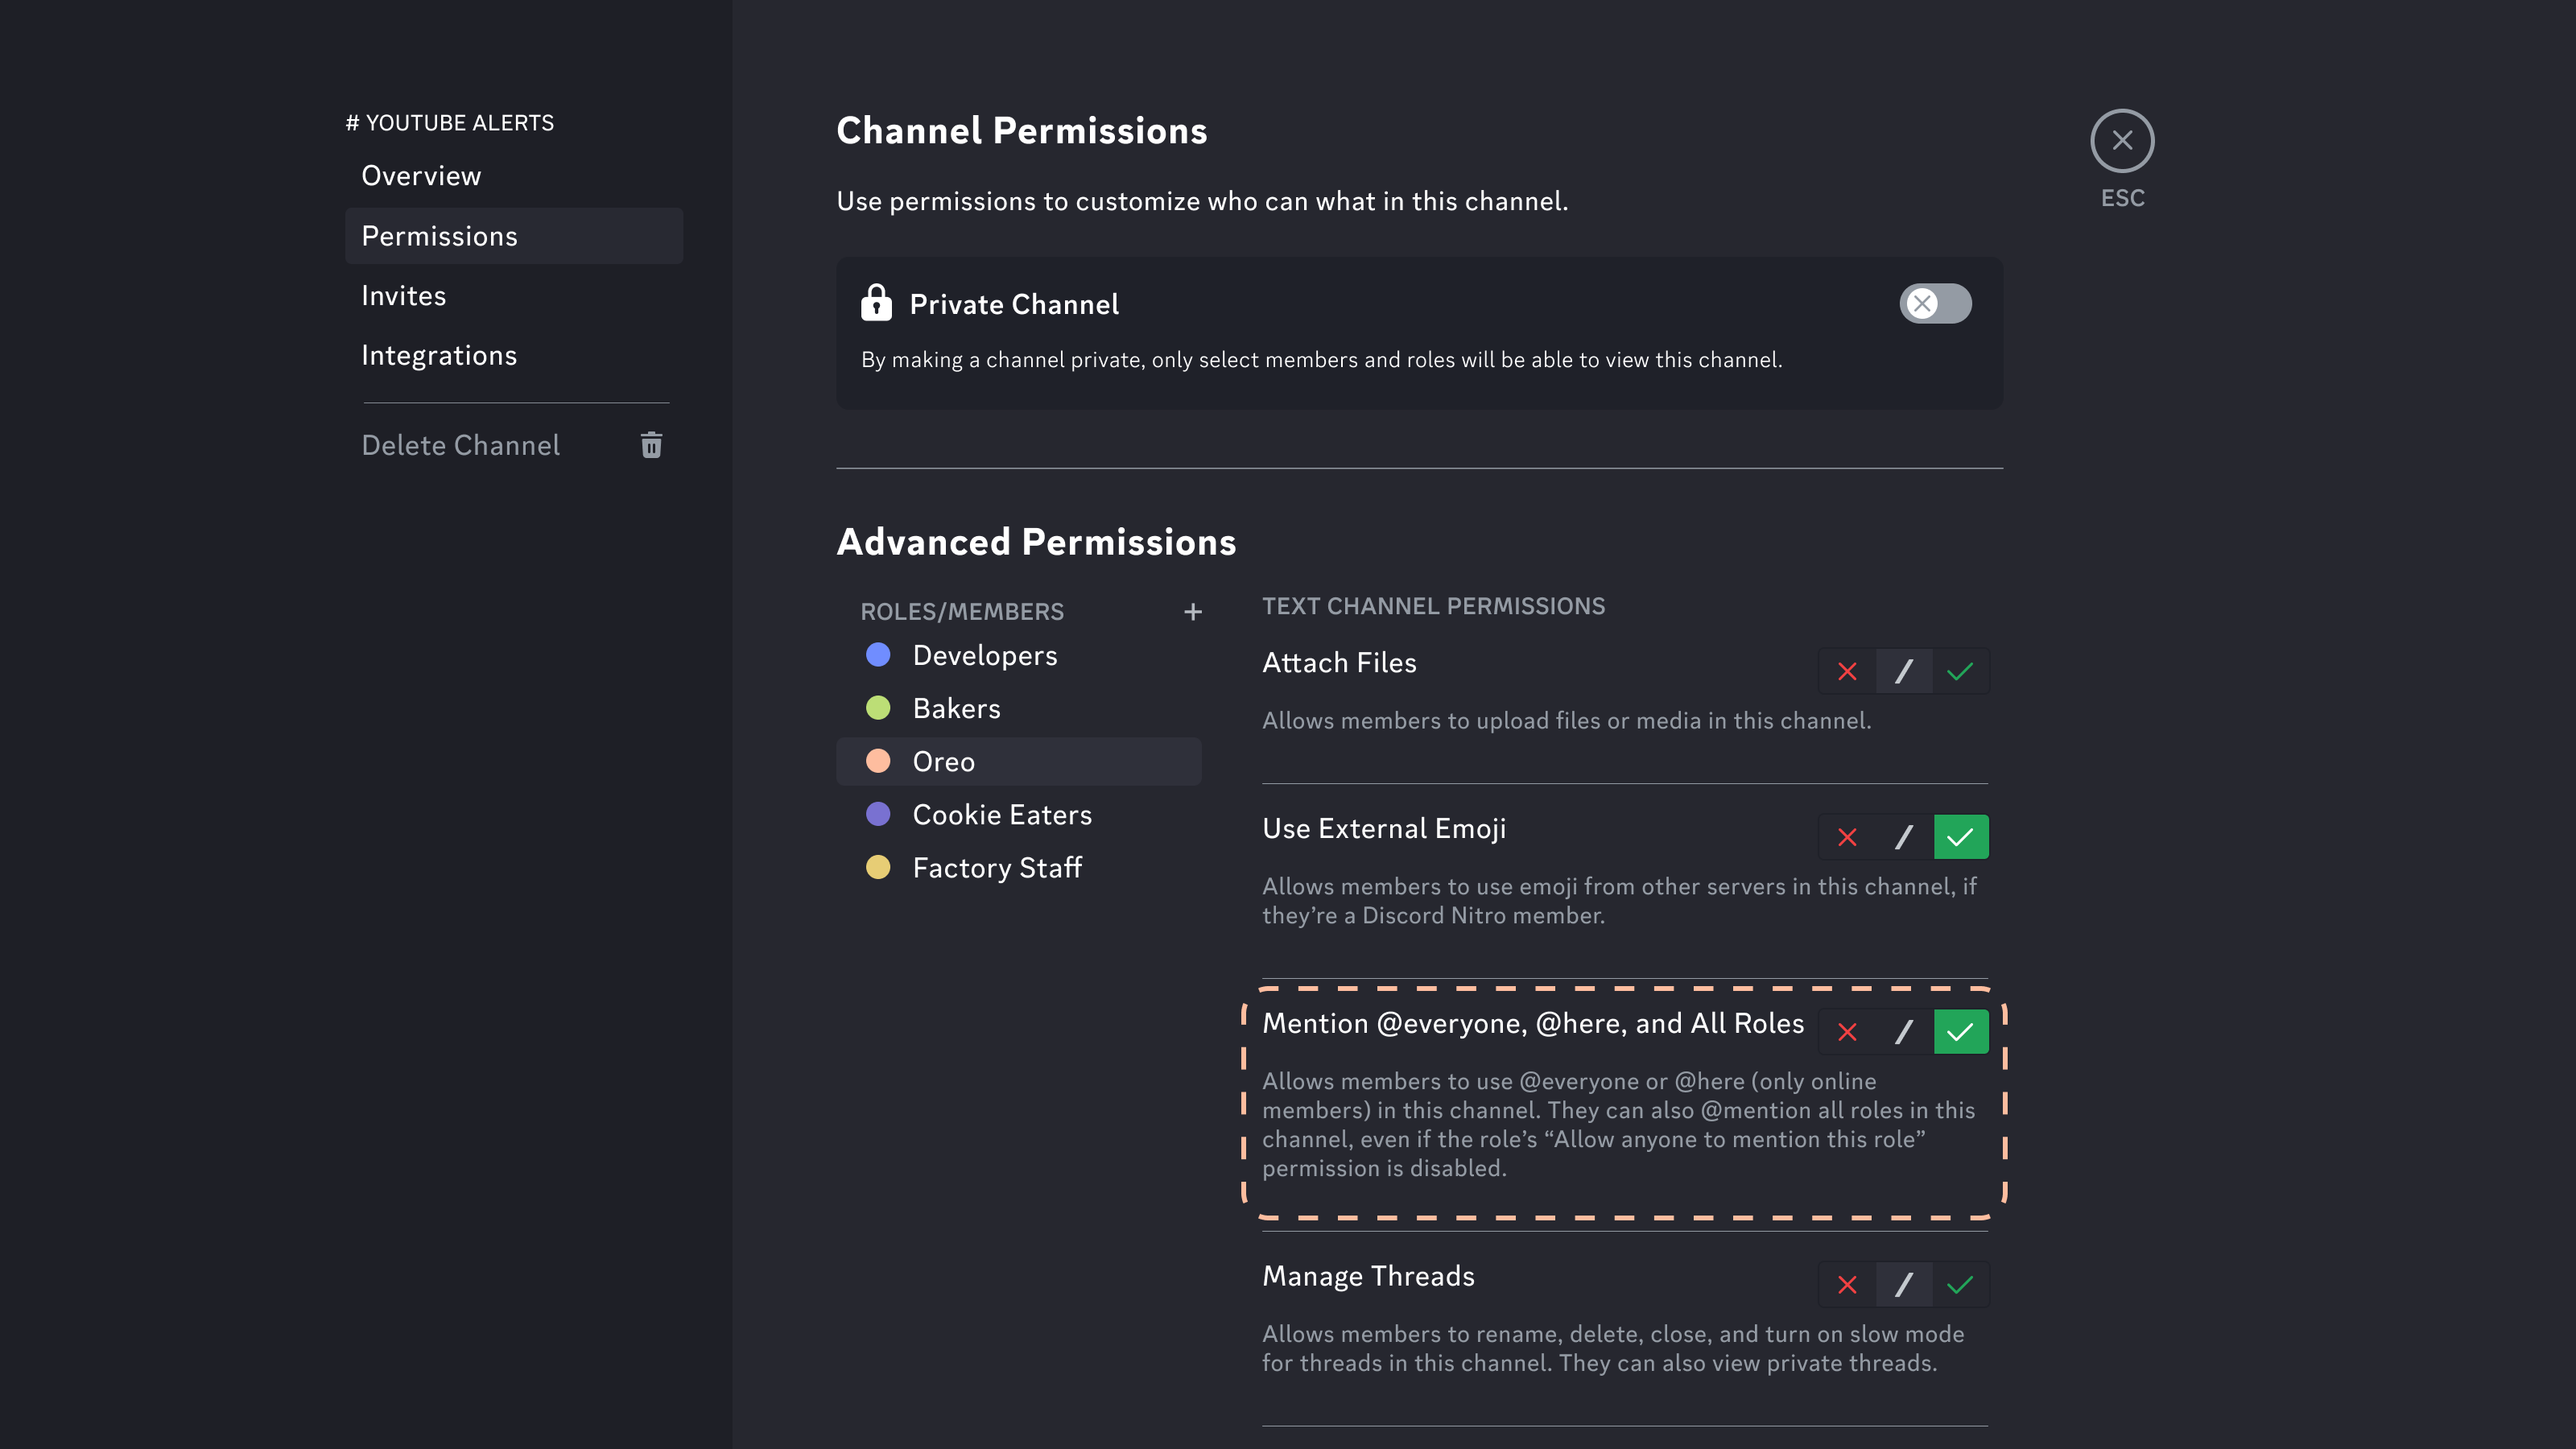 # YOUTUBE ALERTS
Overview
Permissions
Invites
Integrations
Delete Channel
Channel Permissions
Use permissions to customize who can what in this channel.
ESC
Private Channel
By making a channel private, only select members and roles will be able to view this channel.
Advanced Permissions
ROLES/MEMBERS +
Developers
Bakers
Oreo
Cookie Eaters
Factory Staff
TEXT CHANNEL PERMISSIONS
Attach Files
Allows members to upload files or media in this channel.
Use External Emoji
Allows members to use emoji from other servers in this channel, if
they’re a Discord Nitro member.
Mention @everyone, @here, and All Roles
Allows members to use @everyone or @here (only online
members) in this channel. They can also @mention all roles in this
channel, even if the role’s “Allow anyone to mention this role”
permission is disabled.
Manage Threads
Allows members to rename, delete, close, and turn on slow mode
for threads in this channel. They can also view private threads.